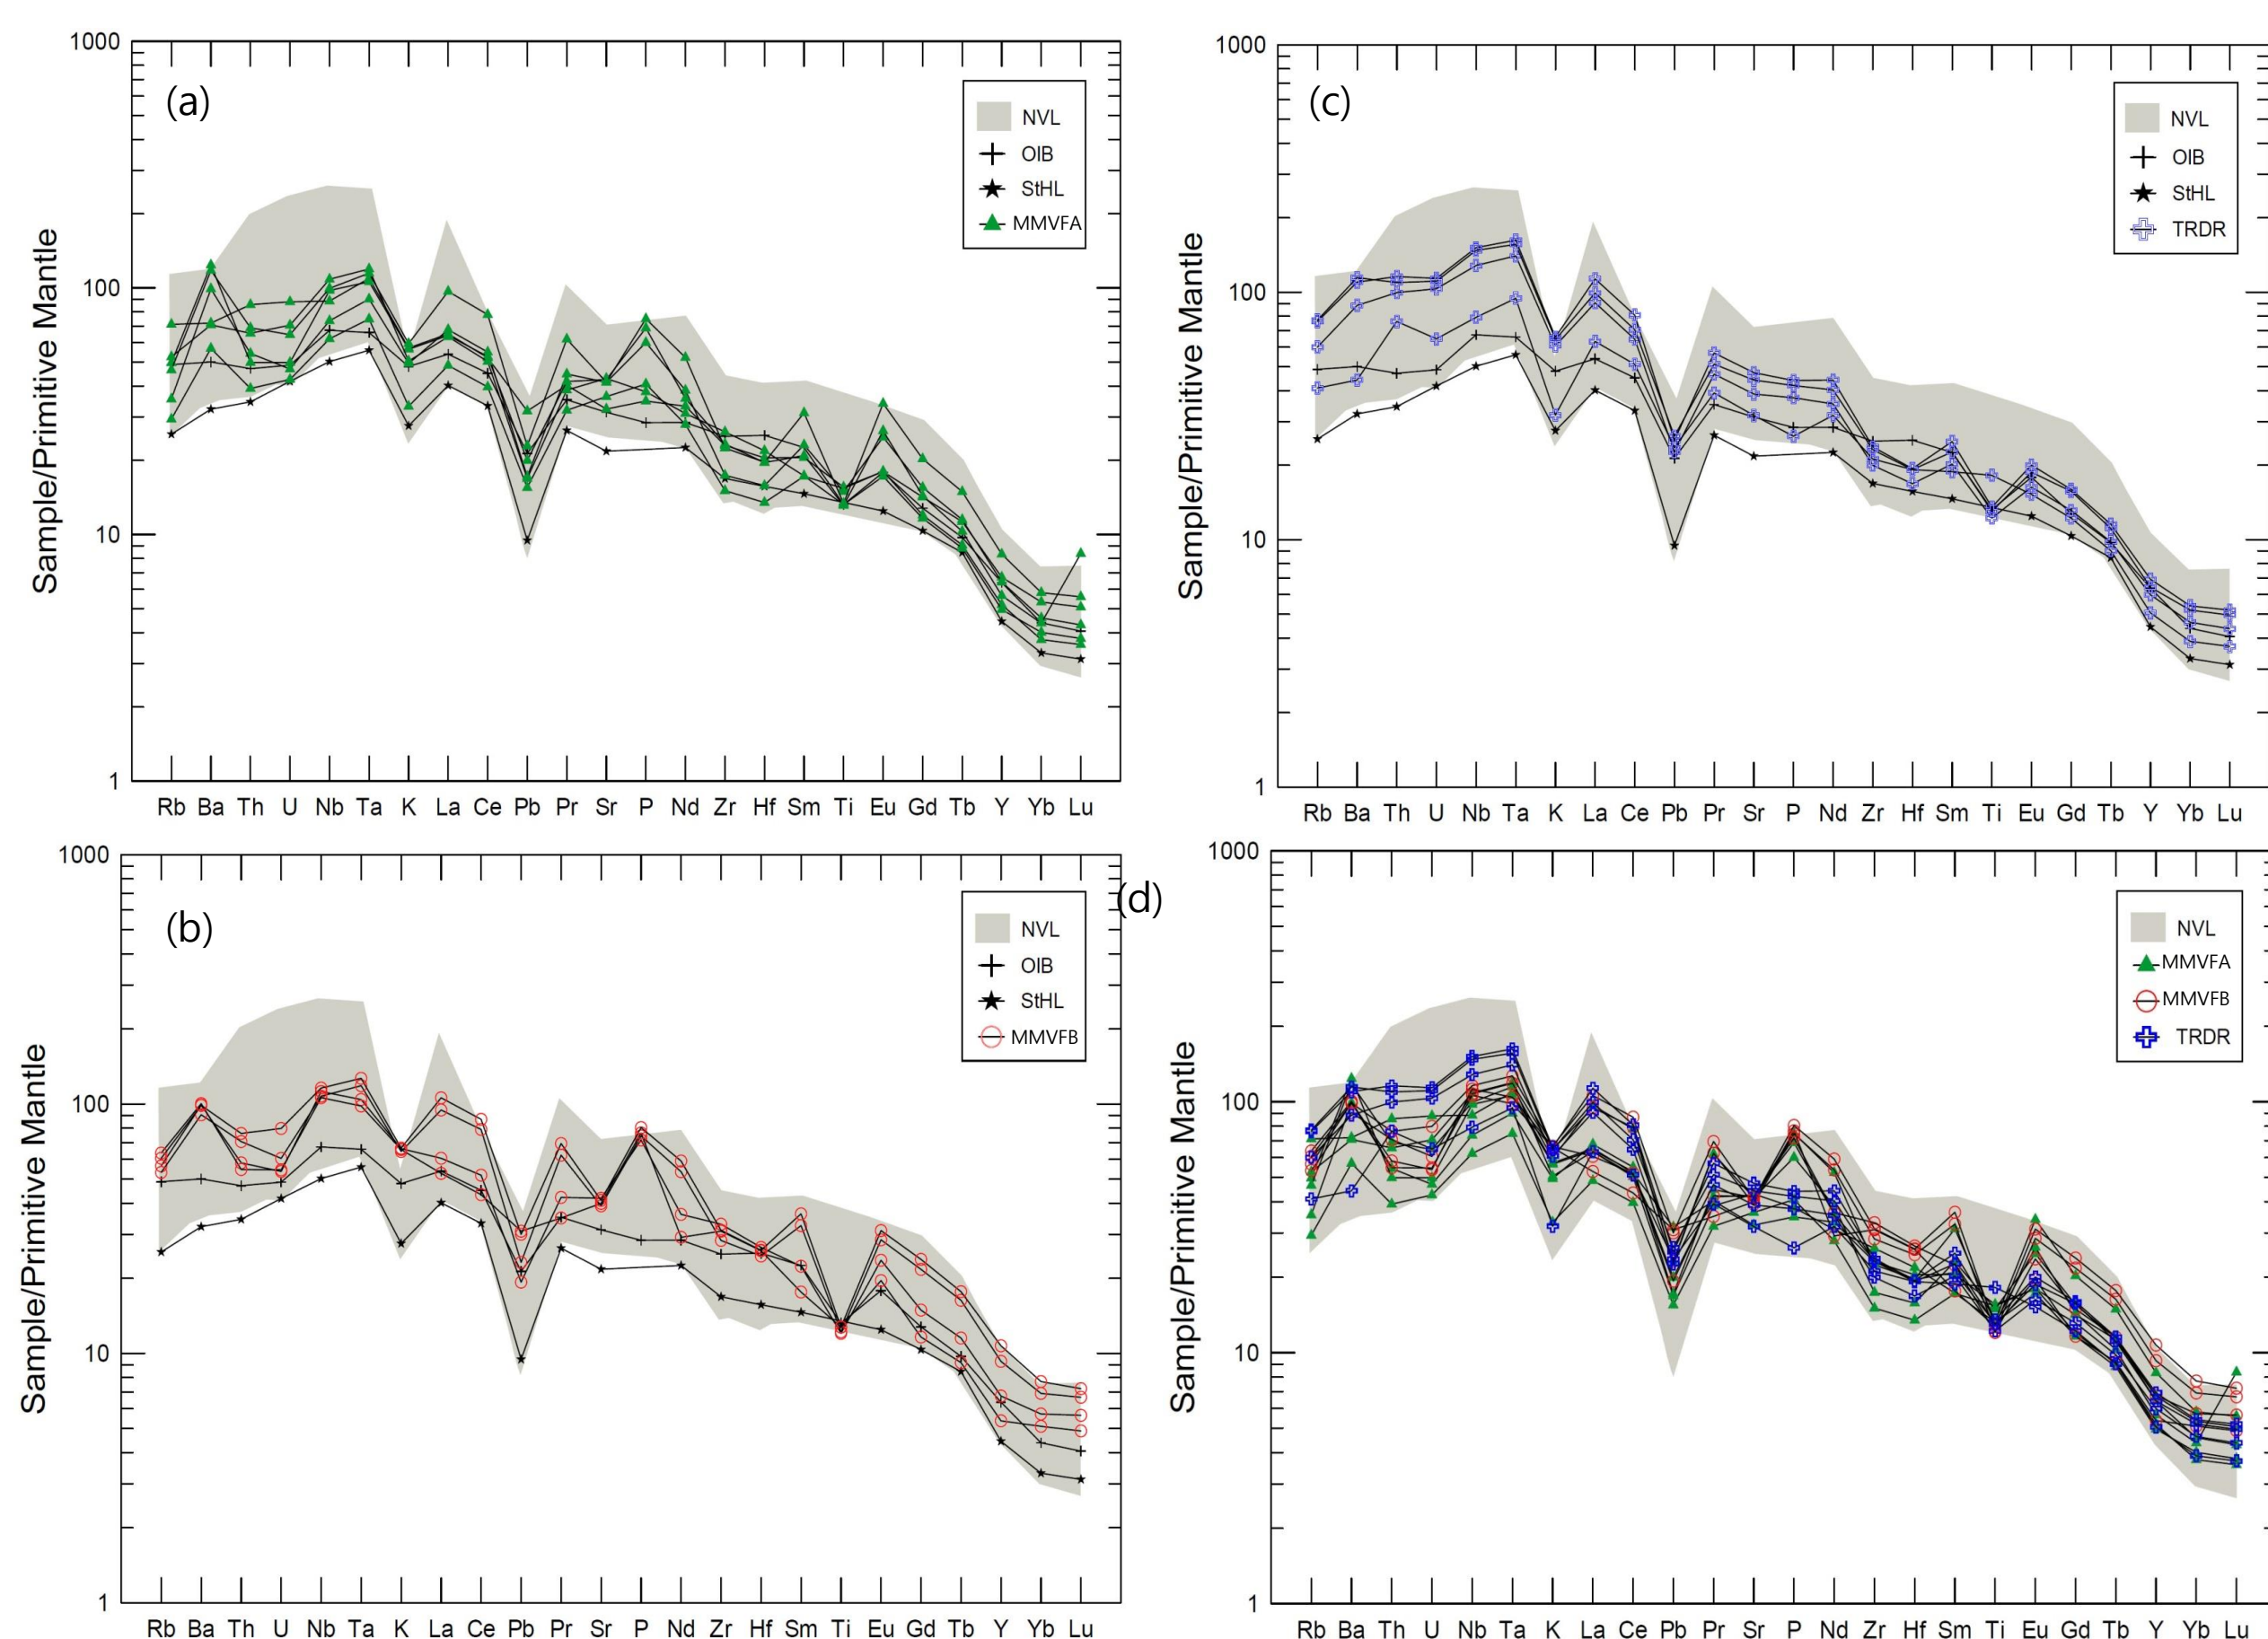 (a)
Sample/Primitive Mantle
1000
100
10
1
NVL
OIB
StHL
MMVFA
Rb Ba Th U Nb Ta K La Ce Pb Pr Sr P Nd Zr Hf Sm Ti Eu Gd Tb Y Yb Lu
(c)
Sample/Primitive Mantle
1000
100
10
1
NVL
OIB
StHL
TRDR
Rb Ba Th U Nb Ta K La Ce Pb Pr Sr P Nd Zr Hf Sm Ti Eu Gd Tb Y Yb Lu
(b)
Sample/Primitive Mantle
1000
100
10
1
NVL
OIB
StHL
MMVFB
Rb Ba Th U Nb Ta K La Ce Pb Pr Sr P Nd Zr Hf Sm Ti Eu Gd Tb Y Yb Lu
(d)
Sample/Primitive Mantle
1000
100
10
1
NVL
MMVFA
MMVFB
TRDR
Rb Ba Th U Nb Ta K La Ce Pb Pr Sr P Nd Zr Hf Sm Ti Eu Gd Tb Y Yb Lu